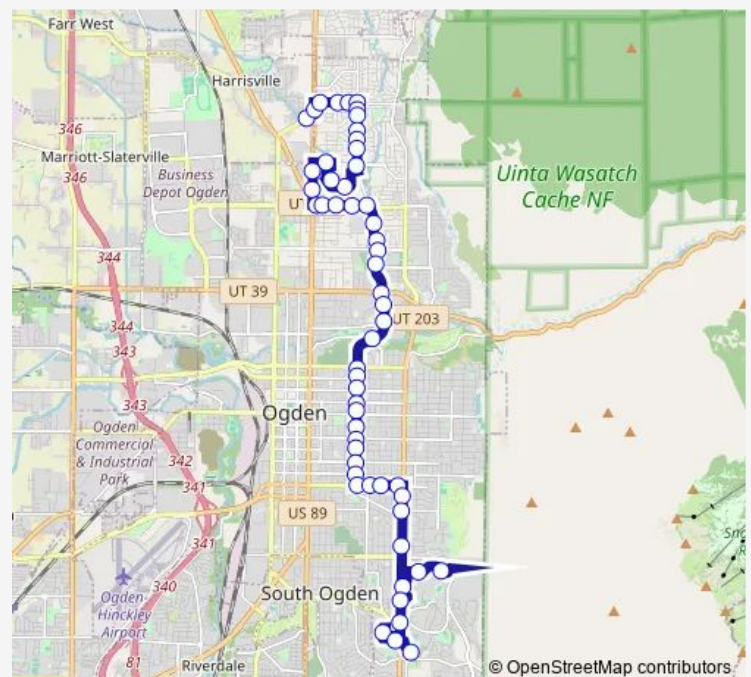 Farr West
Harrisville
346
Marriott-Slaterville
346
Business
Depot Ogden
Uinta Wasatch
Cache NF
344
UT 39
344
343
UT 203
343
Ogden
Ogden
Commercial
& Industrial
Park
342
341
US 89
341
340
Ogden
Hinckley
Airport
South Ogden
81
Riverdale
© OpenStreetMap contributors